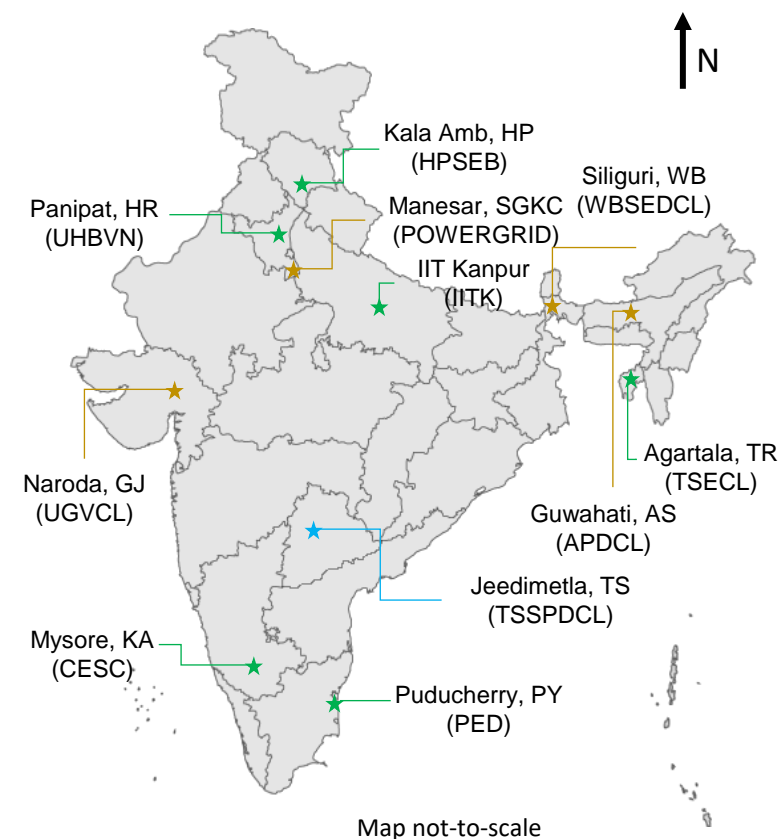 N
Kala Amb, HP
(HPSEB)
Siliguri, WB
(WBSEDCL)
Panipat, HR
(UHBVN)
Manesar, SGKC
(POWERGRID)
IIT Kanpur
(IITK)
Agartala, TR
(TSECL)
Naroda, GJ
(UGVCL)
Guwahati, AS
(APDCL)
Jeedimetla, TS
(TSSPDCL)
Mysore, KA
(CESC)
Puducherry, PY
(PED)
Map not-to-scale